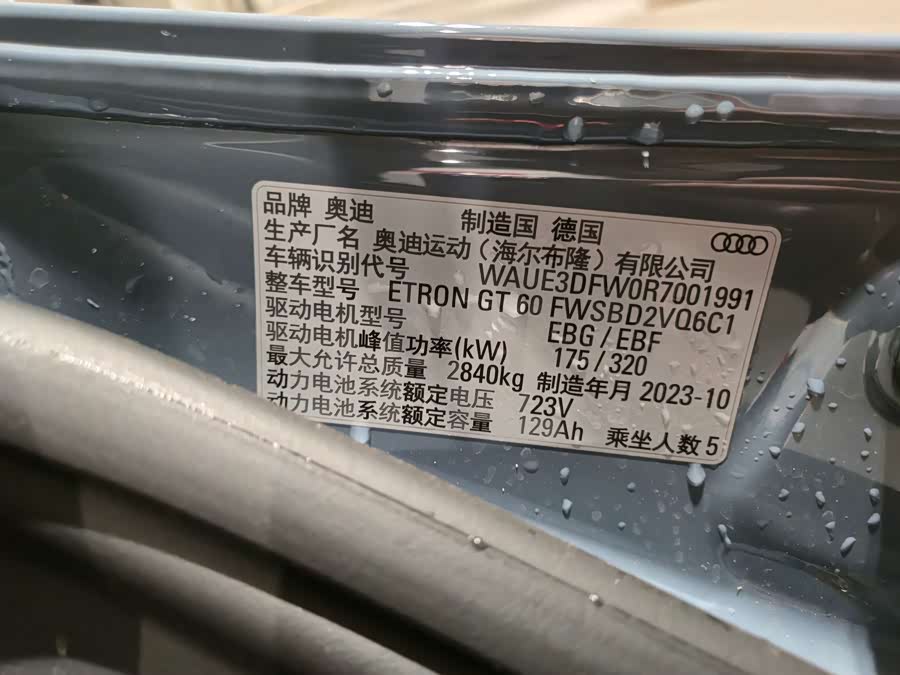 品牌 奥迪 制造国 德国
生产厂名 奥迪运动（海尔布隆）有限公司
车辆识别代号 WAUE3DFW0R7001991
整车型号 ETRON GT 60 FWSBD2VQ6C1
驱动电机型号 EBG / EBF
驱动电机峰值功率(kW) 175 / 320
最大允许总质量 2840kg 制造年月 2023-10
动力电池系统额定电压 723V
动力电池系统额定容量 129Ah 乘坐人数 5